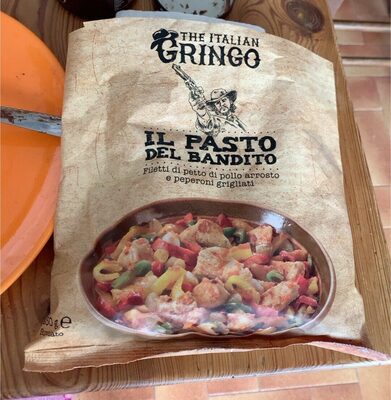 THE ITALIAN
GRINGO
IL PASTO
DEL BANDITO
Filetti di petto di pollo arrosto
e peperoni grigliati